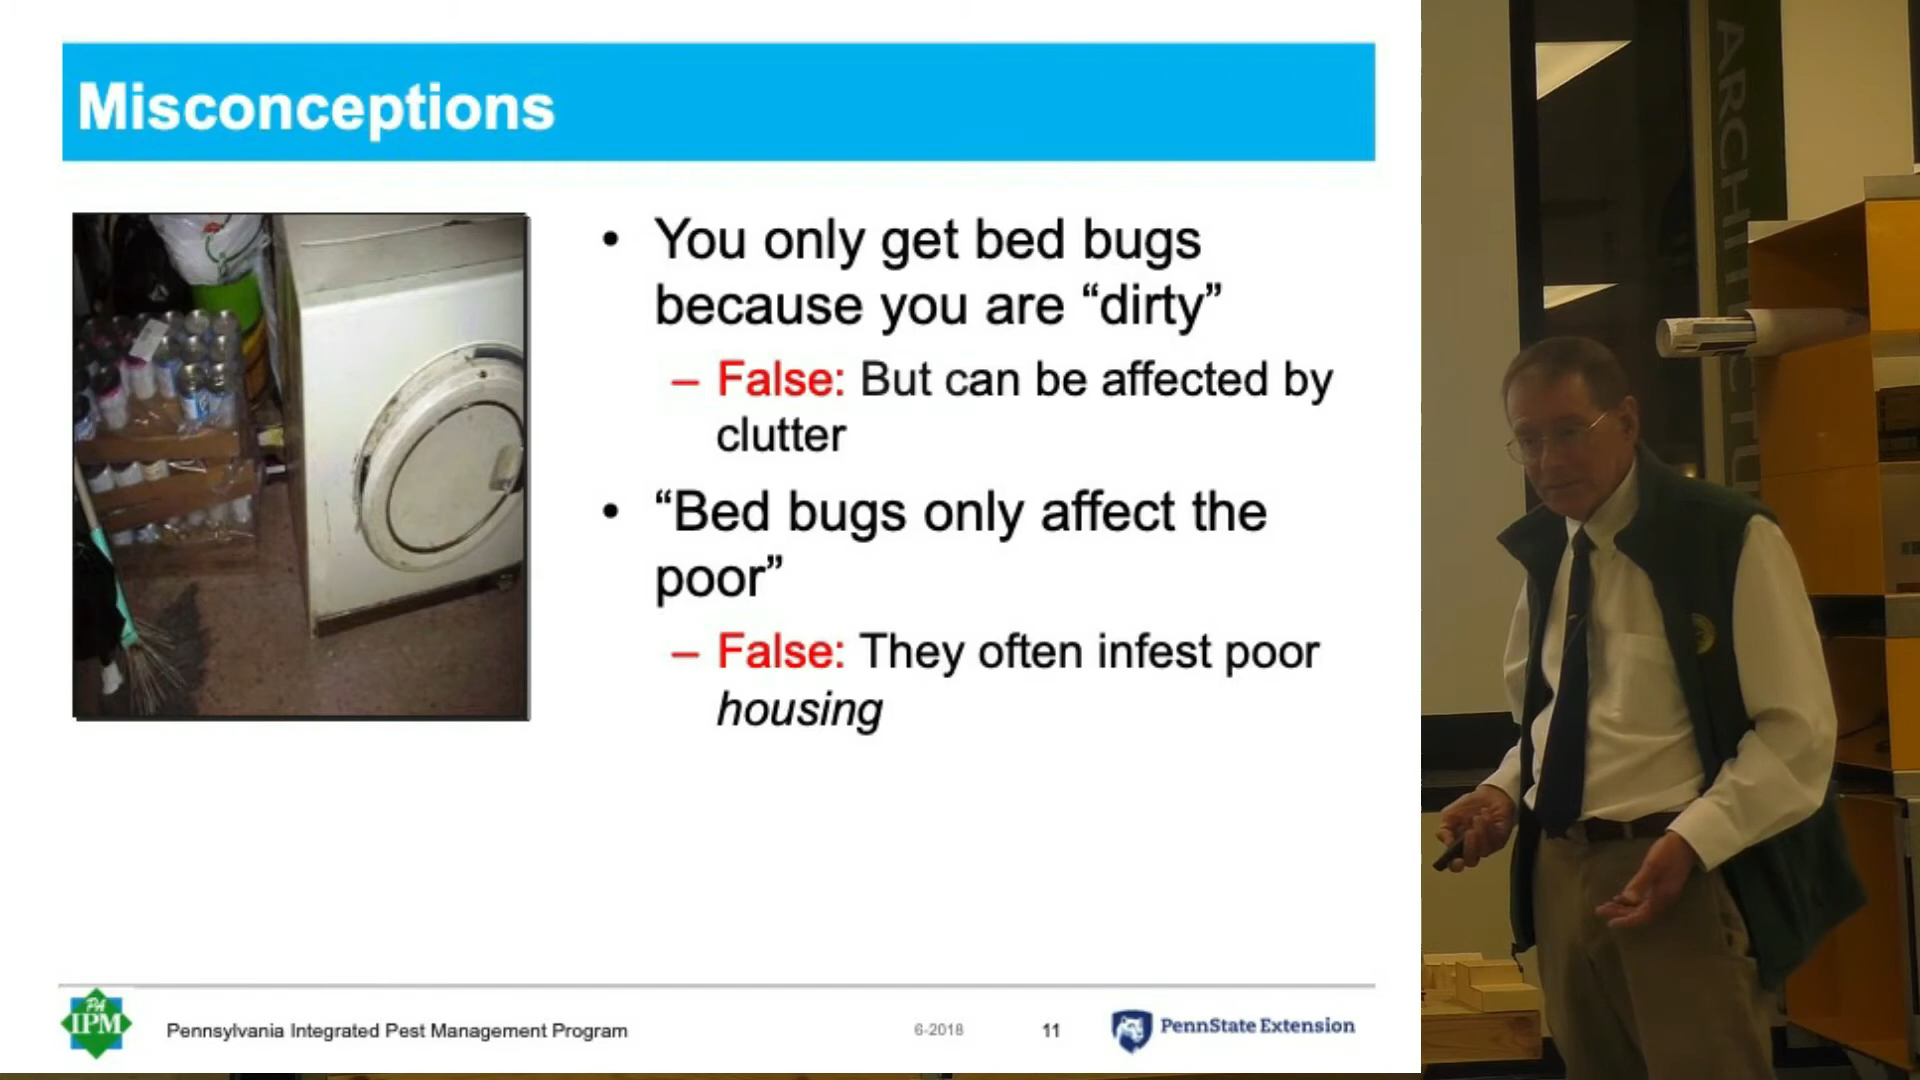 Misconceptions
• You only get bed bugs
because you are “dirty”
– False: But can be affected by
clutter
• “Bed bugs only affect the
poor”
– False: They often infest poor
housing
PA
IPM
Pennsylvania Integrated Pest Management Program
6-2018
11
PennState Extension
ARCHITECTU